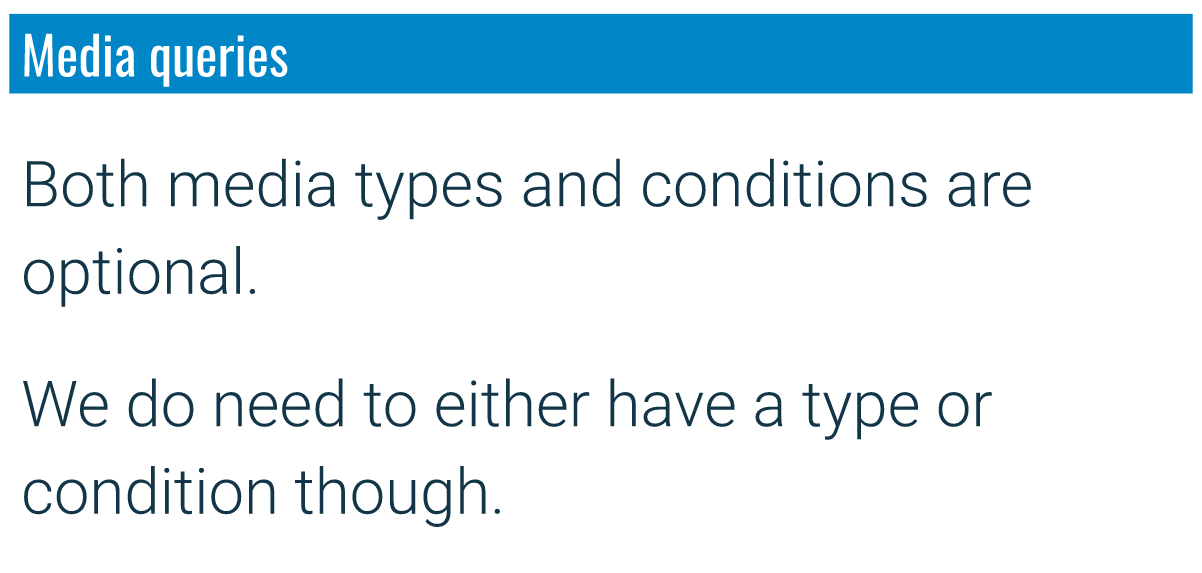 Media queries
Both media types and conditions are
optional.
We do need to either have a type or
condition though.